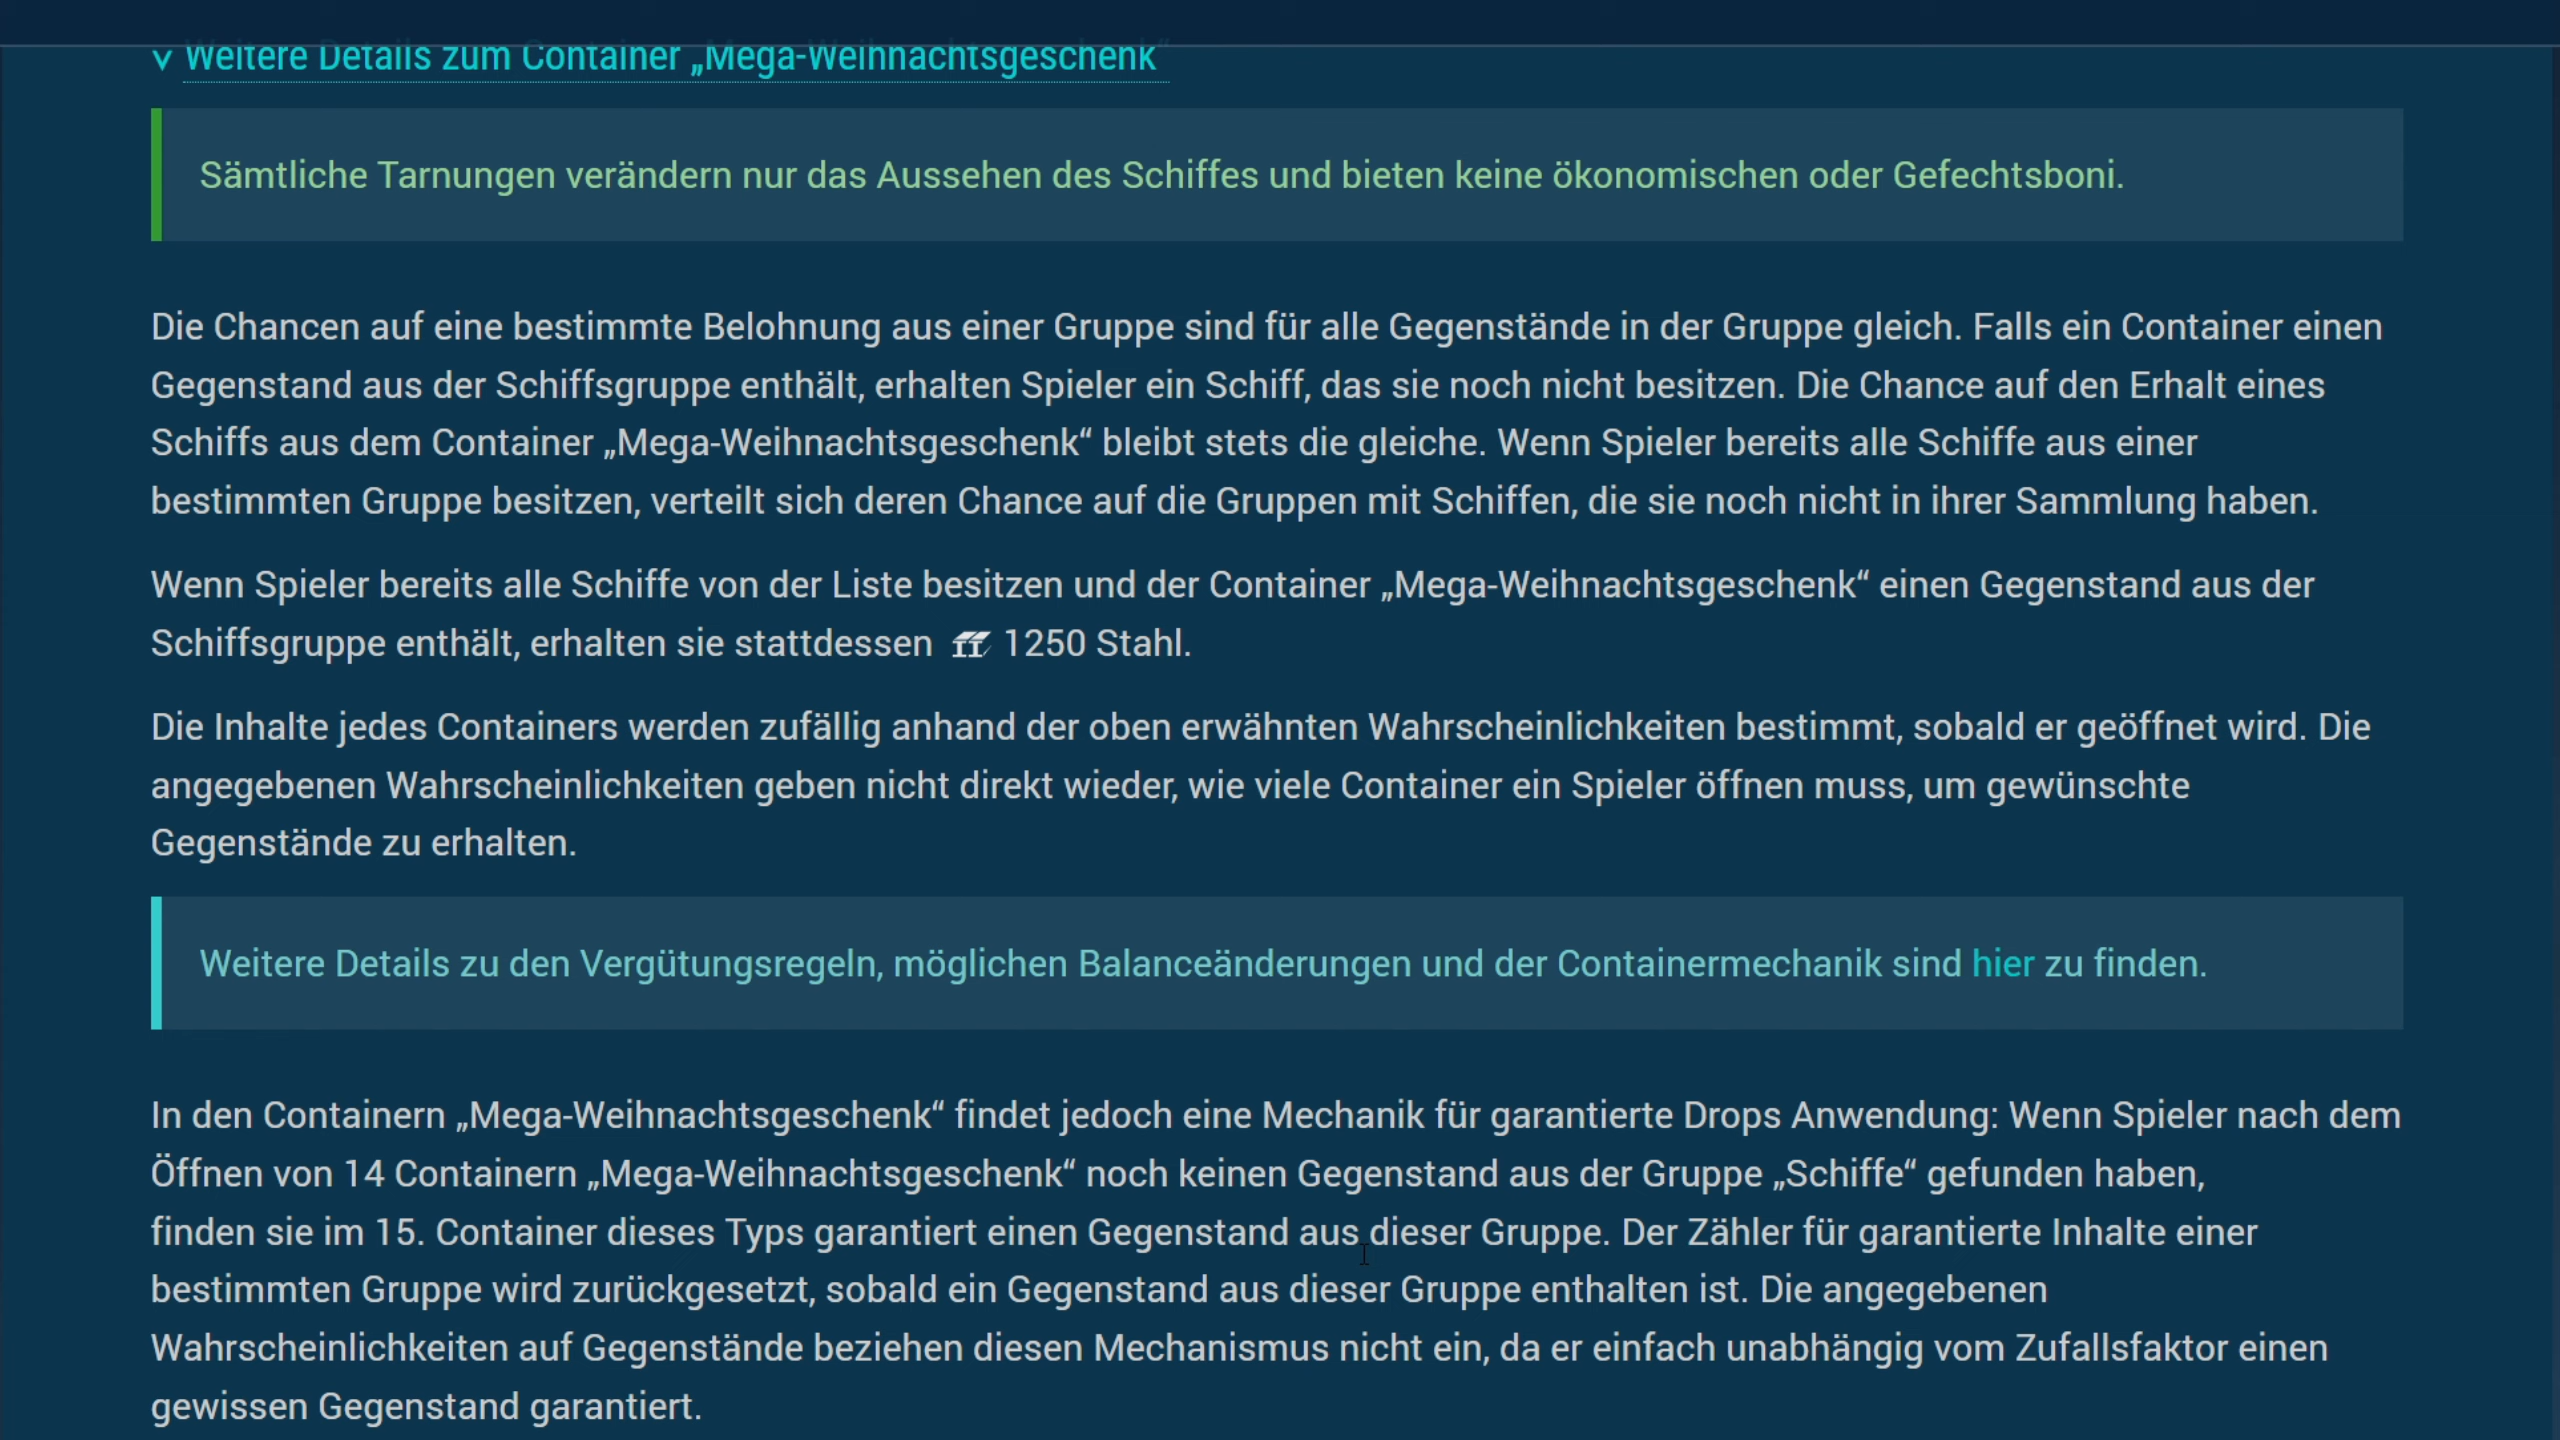 Weitere Details zum Container „Mega-Weihnachtsgeschenk“
Sämtliche Tarnungen verändern nur das Aussehen des Schiffes und bieten keine ökonomischen oder Gefechtsboni.
Die Chancen auf eine bestimmte Belohnung aus einer Gruppe sind für alle Gegenstände in der Gruppe gleich. Falls ein Container einen
Gegenstand aus der Schiffsgruppe enthält, erhalten Spieler ein Schiff, das sie noch nicht besitzen. Die Chance auf den Erhalt eines
Schiffs aus dem Container „Mega-Weihnachtsgeschenk“ bleibt stets die gleiche. Wenn Spieler bereits alle Schiffe aus einer
bestimmten Gruppe besitzen, verteilt sich deren Chance auf die Gruppen mit Schiffen, die sie noch nicht in ihrer Sammlung haben.
Wenn Spieler bereits alle Schiffe von der Liste besitzen und der Container „Mega-Weihnachtsgeschenk“ einen Gegenstand aus der
Schiffsgruppe enthält, erhalten sie stattdessen 1250 Stahl.
Die Inhalte jedes Containers werden zufällig anhand der oben erwähnten Wahrscheinlichkeiten bestimmt, sobald er geöffnet wird. Die
angegebenen Wahrscheinlichkeiten geben nicht direkt wieder, wie viele Container ein Spieler öffnen muss, um gewünschte
Gegenstände zu erhalten.
Weitere Details zu den Vergütungsregeln, möglichen Balanceänderungen und der Containermechanik sind hier zu finden.
In den Containern „Mega-Weihnachtsgeschenk“ findet jedoch eine Mechanik für garantierte Drops Anwendung: Wenn Spieler nach dem
Öffnen von 14 Containern „Mega-Weihnachtsgeschenk“ noch keinen Gegenstand aus der Gruppe „Schiffe“ gefunden haben,
finden sie im 15. Container dieses Typs garantiert einen Gegenstand aus dieser Gruppe. Der Zähler für garantierte Inhalte einer
bestimmten Gruppe wird zurückgesetzt, sobald ein Gegenstand aus dieser Gruppe enthalten ist. Die angegebenen
Wahrscheinlichkeiten auf Gegenstände beziehen diesen Mechanismus nicht ein, da er einfach unabhängig vom Zufallsfaktor einen
gewissen Gegenstand garantiert.